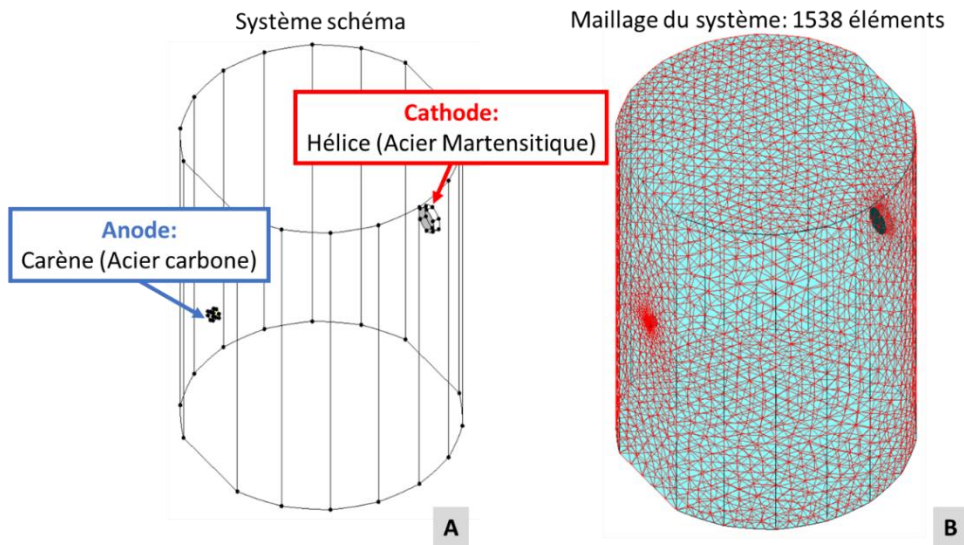 Système schéma
Maillage du système: 1538 éléments
Cathode:
Hélice (Acier Martensitique)
Anode:
Carène (Acier carbone)
A
B